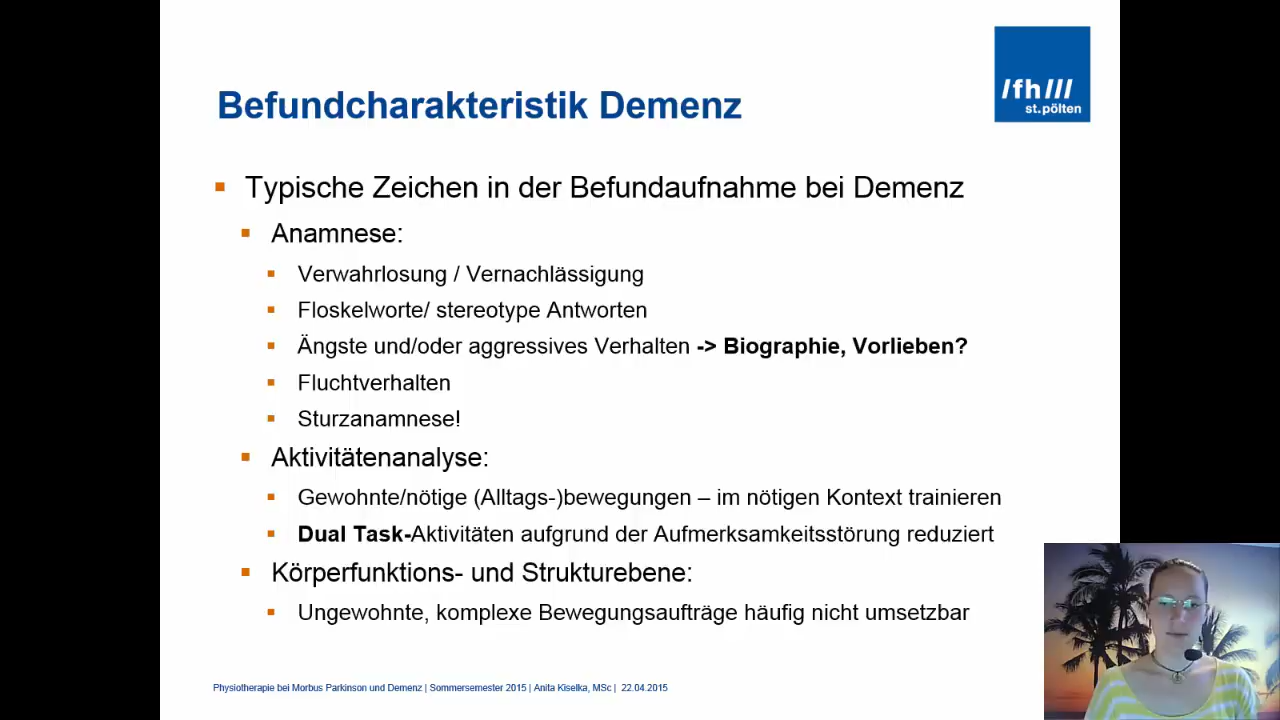 /fh///
st.pölten
Befundcharakteristik Demenz
Typische Zeichen in der Befundaufnahme bei Demenz
Anamnese:
Verwahrlosung / Vernachlässigung
Floskelworte/ stereotype Antworten
Ängste und/oder aggressives Verhalten -> Biographie, Vorlieben?
Fluchtverhalten
Sturzanamnese!
Aktivitätenanalyse:
Gewohnte/nötige (Alltags-)bewegungen – im nötigen Kontext trainieren
Dual Task-Aktivitäten aufgrund der Aufmerksamkeitsstörung reduziert
Körperfunktions- und Strukturebene:
Ungewohnte, komplexe Bewegungsaufträge häufig nicht umsetzbar
Physiotherapie bei Morbus Parkinson und Demenz | Sommersemester 2015 | Anita Kiselka, MSc | 22.04.2015